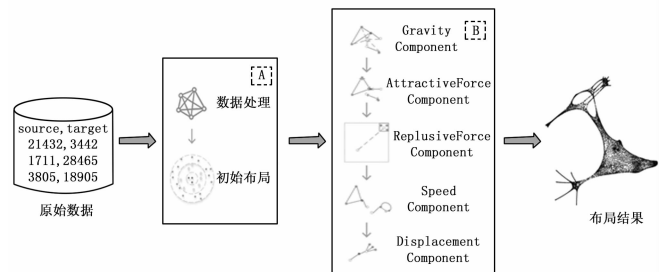 source,target
21432,3442
1711,28465
3805,18905
原始数据
A
数据处理
初始布局
B
Gravity
Component
AttractiveForce
Component
ReplusiveForce
Component
Speed
Component
Displacement
Component
布局结果